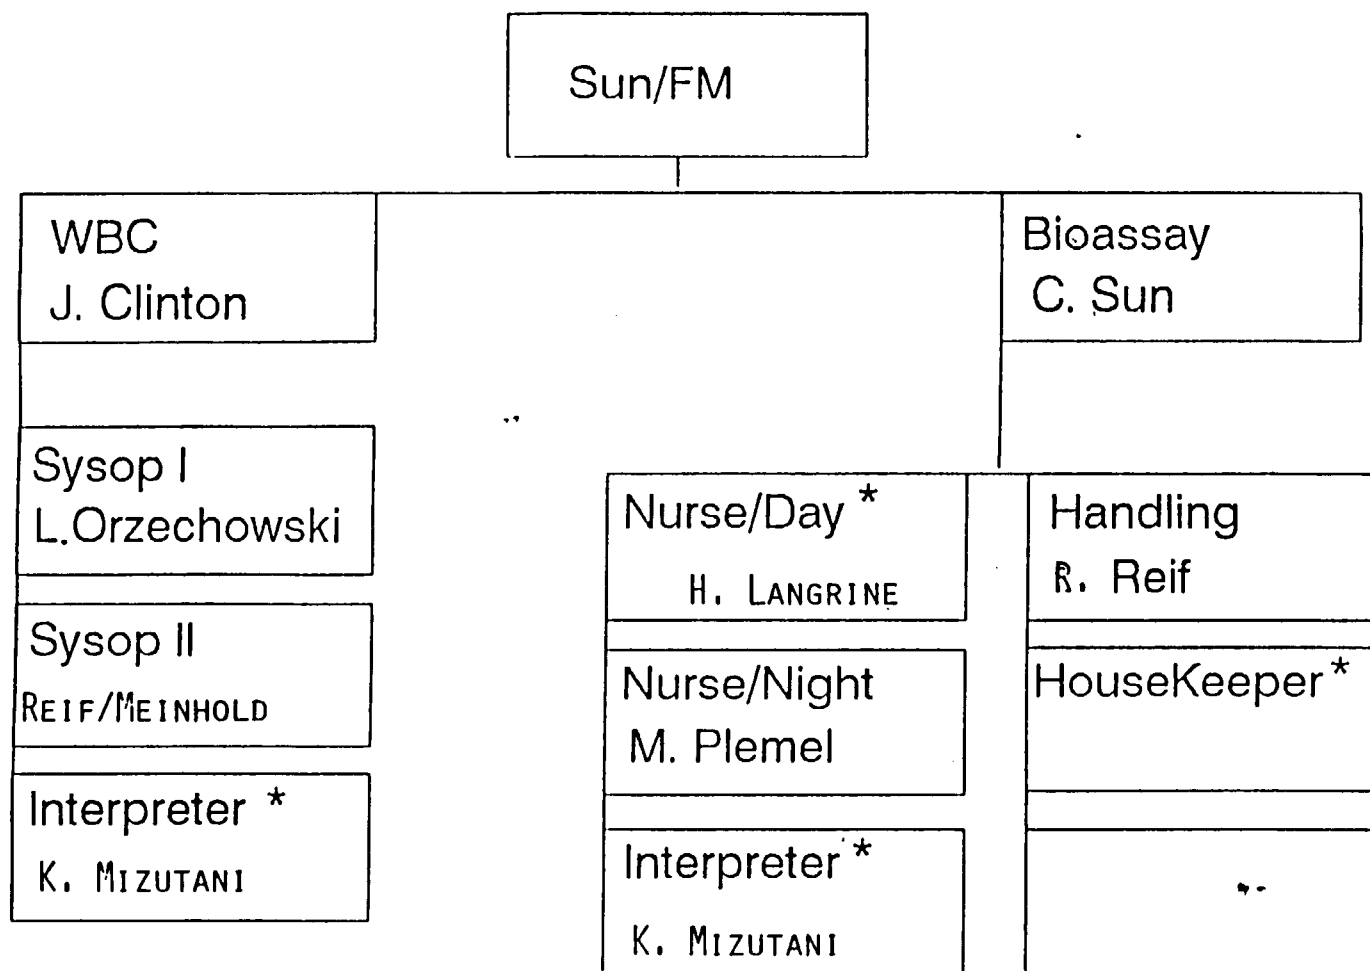 Sun/FM
WBC
J. Clinton
Bioassay
C. Sun
Sysop I
L.Orzechowski
Sysop II
REIF/MEINHOLD
Interpreter *
K. MIZUTANI
Nurse/Day *
H. LANGRINE
Nurse/Night
M. Plemel
Interpreter *
K. MIZUTANI
Handling
R. Reif
HouseKeeper *